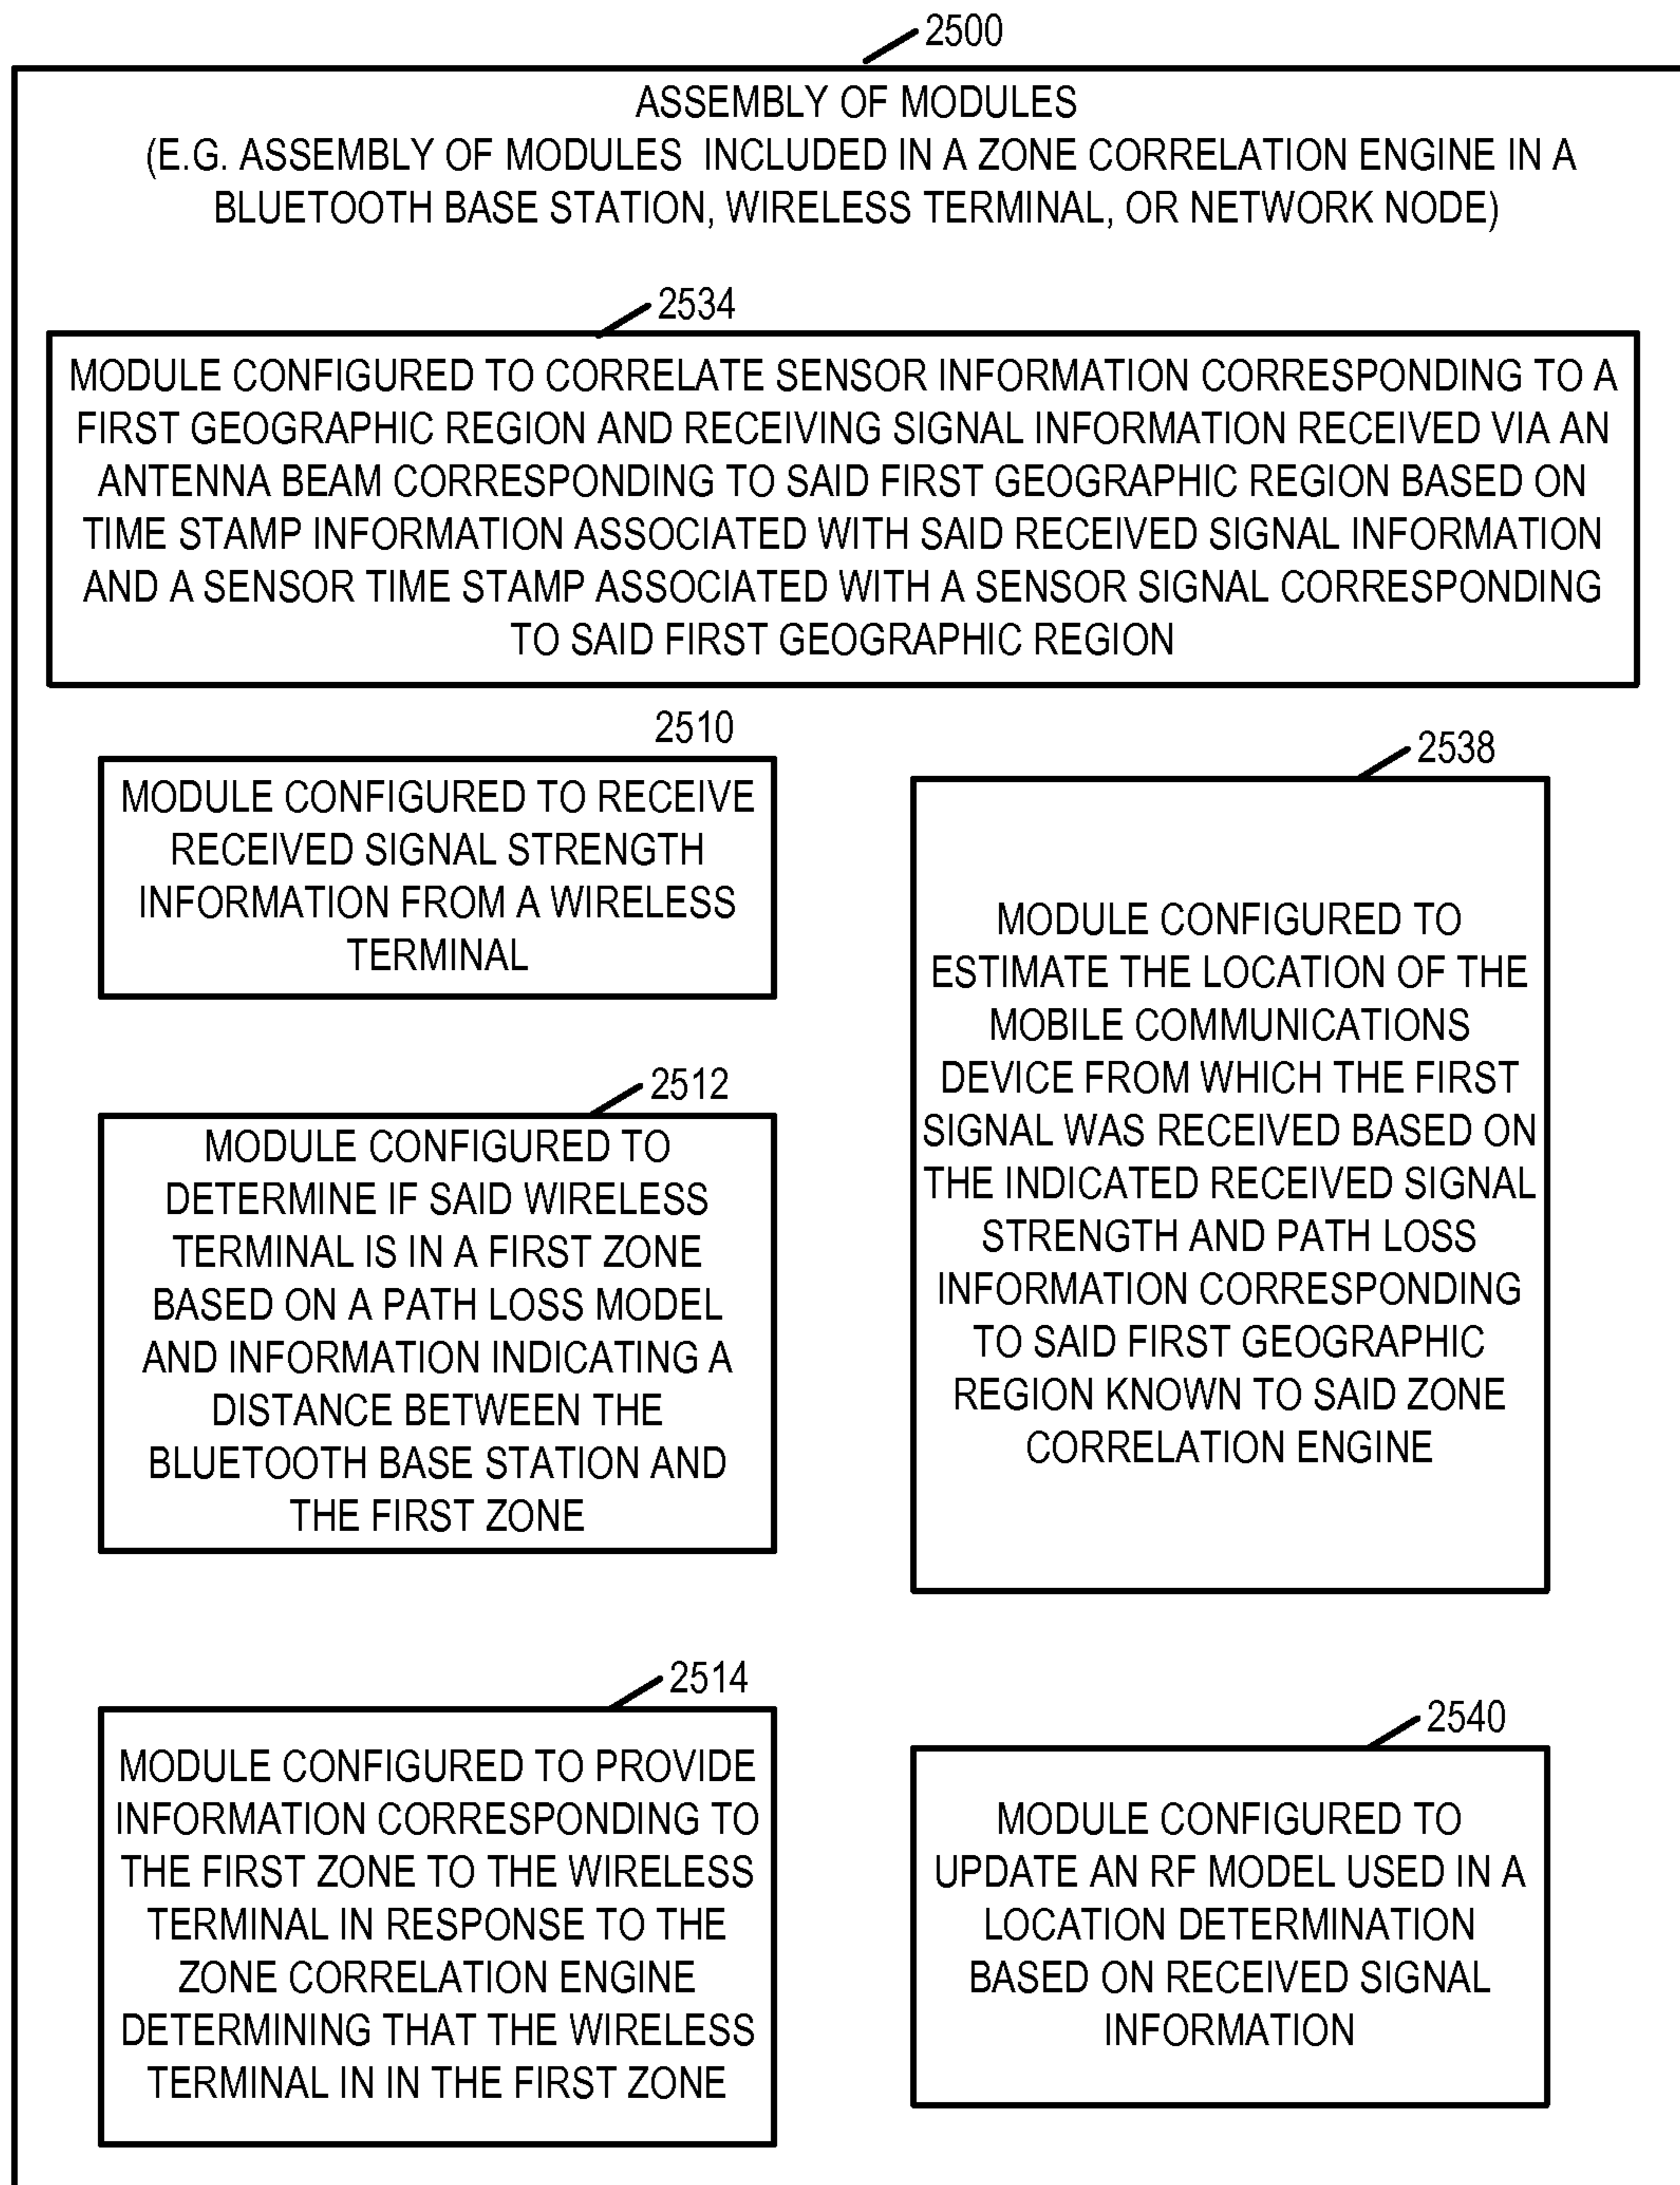 2500
ASSEMBLY OF MODULES
(E.G. ASSEMBLY OF MODULES INCLUDED IN A ZONE CORRELATION ENGINE IN A
BLUETOOTH BASE STATION, WIRELESS TERMINAL, OR NETWORK NODE)
2534
MODULE CONFIGURED TO CORRELATE SENSOR INFORMATION CORRESPONDING TO A
FIRST GEOGRAPHIC REGION AND RECEIVING SIGNAL INFORMATION RECEIVED VIA AN
ANTENNA BEAM CORRESPONDING TO SAID FIRST GEOGRAPHIC REGION BASED ON
TIME STAMP INFORMATION ASSOCIATED WITH SAID RECEIVED SIGNAL INFORMATION
AND A SENSOR TIME STAMP ASSOCIATED WITH A SENSOR SIGNAL CORRESPONDING
TO SAID FIRST GEOGRAPHIC REGION
2510
MODULE CONFIGURED TO RECEIVE
RECEIVED SIGNAL STRENGTH
INFORMATION FROM A WIRELESS
TERMINAL
2512
MODULE CONFIGURED TO
DETERMINE IF SAID WIRELESS
TERMINAL IS IN A FIRST ZONE
BASED ON A PATH LOSS MODEL
AND INFORMATION INDICATING A
DISTANCE BETWEEN THE
BLUETOOTH BASE STATION AND
THE FIRST ZONE
2514
MODULE CONFIGURED TO PROVIDE
INFORMATION CORRESPONDING TO
THE FIRST ZONE TO THE WIRELESS
TERMINAL IN RESPONSE TO THE
ZONE CORRELATION ENGINE
DETERMINING THAT THE WIRELESS
TERMINAL IN IN THE FIRST ZONE
2538
MODULE CONFIGURED TO
ESTIMATE THE LOCATION OF THE
MOBILE COMMUNICATIONS
DEVICE FROM WHICH THE FIRST
SIGNAL WAS RECEIVED BASED ON
THE INDICATED RECEIVED SIGNAL
STRENGTH AND PATH LOSS
INFORMATION CORRESPONDING
TO SAID FIRST GEOGRAPHIC
REGION KNOWN TO SAID ZONE
CORRELATION ENGINE
2540
MODULE CONFIGURED TO
UPDATE AN RF MODEL USED IN A
LOCATION DETERMINATION
BASED ON RECEIVED SIGNAL
INFORMATION